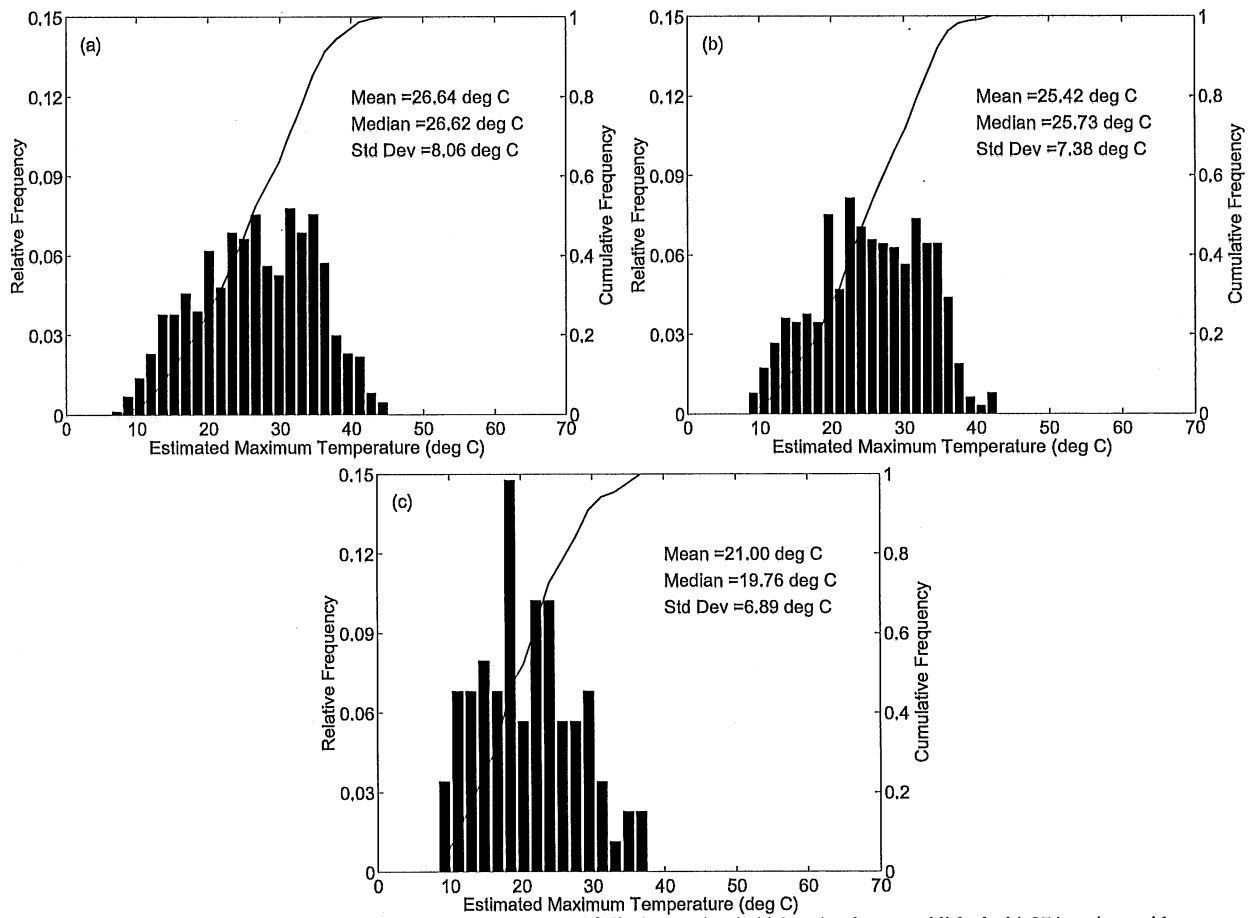 (a)
Mean =26.64 deg C
Median =26.62 deg C
Std Dev =8.06 deg C
Relative Frequency
Cumulative Frequency
0.15
0.12
0.09
0.06
0.03
0
1
0.8
0.6
0.4
0.2
0
0 10 20 30 40 50 60 70
Estimated Maximum Temperature (deg C)
(b)
Mean =25.42 deg C
Median =25.73 deg C
Std Dev =7.38 deg C
Relative Frequency
Cumulative Frequency
0.15
0.12
0.09
0.06
0.03
0
1
0.8
0.6
0.4
0.2
0
0 10 20 30 40 50 60 70
Estimated Maximum Temperature (deg C)
(c)
Mean =21.00 deg C
Median =19.76 deg C
Std Dev =6.89 deg C
Relative Frequency
Cumulative Frequency
0.15
0.12
0.09
0.06
0.03
0
1
0.8
0.6
0.4
0.2
0
0 10 20 30 40 50 60 70
Estimated Maximum Temperature (deg C)